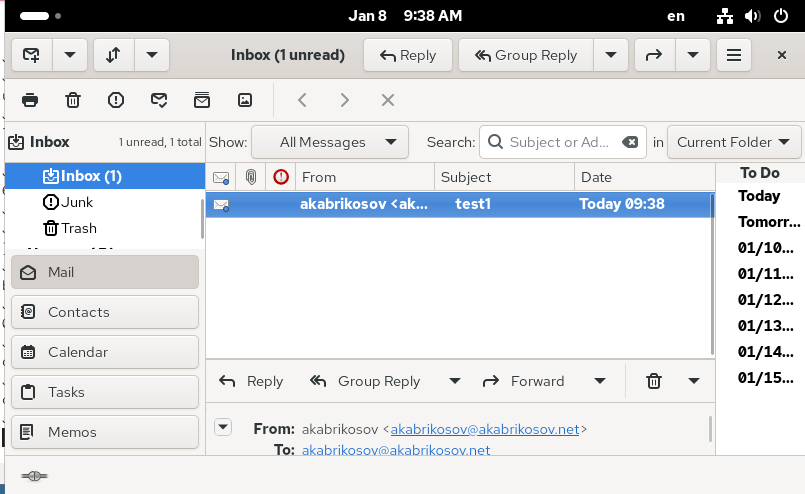 Jan 8 9:38 AM en
Inbox (1 unread) Reply Group Reply
Inbox 1 unread, 1 total Show: All Messages Search: Subject or Ad... in Current Folder
Inbox (1)
Junk
Trash
Mail
Contacts
Calendar
Tasks
Memos
From Subject Date
akabrikosov <ak... test1 Today 09:38
Reply Group Reply Forward
From: akabrikosov <akabrikosov@akabrikosov.net>
To: akabrikosov@akabrikosov.net
To Do
Today
Tomorr...
01/10...
01/11...
01/12...
01/13...
01/14...
01/15...